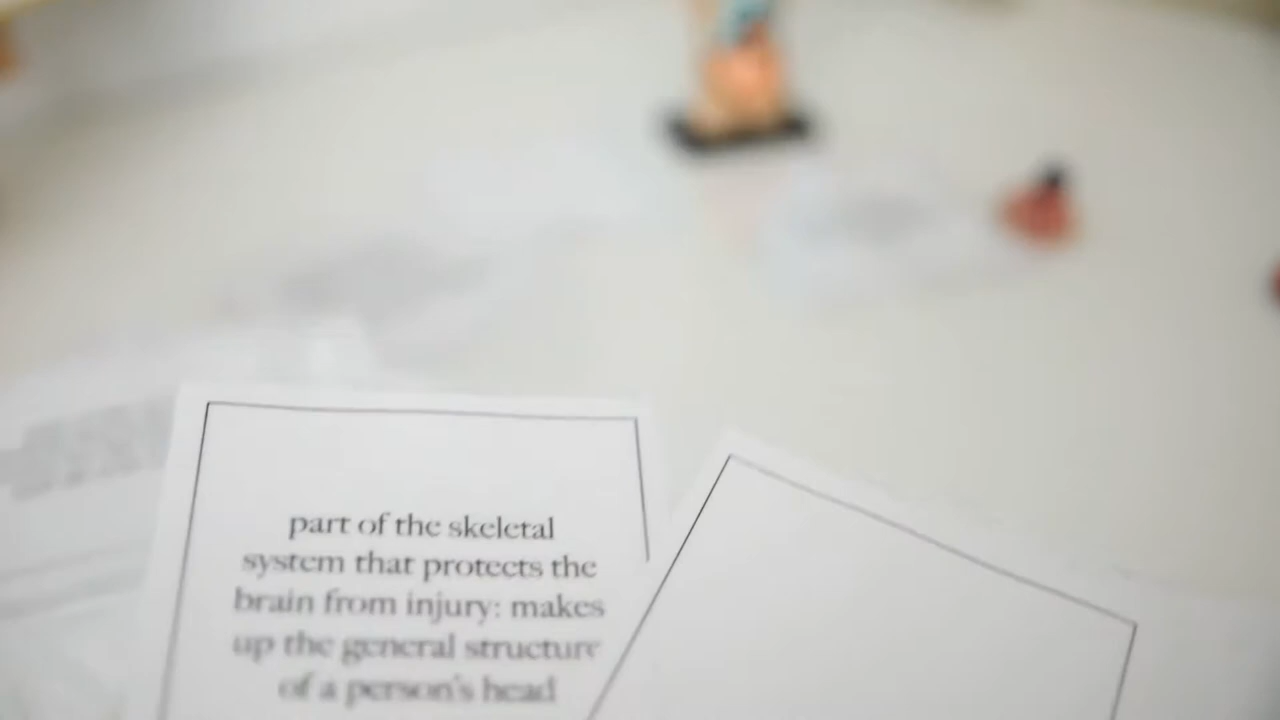 part of the skeletal
system that protects the
brain from injury: makes
up the general structure
of a person's head